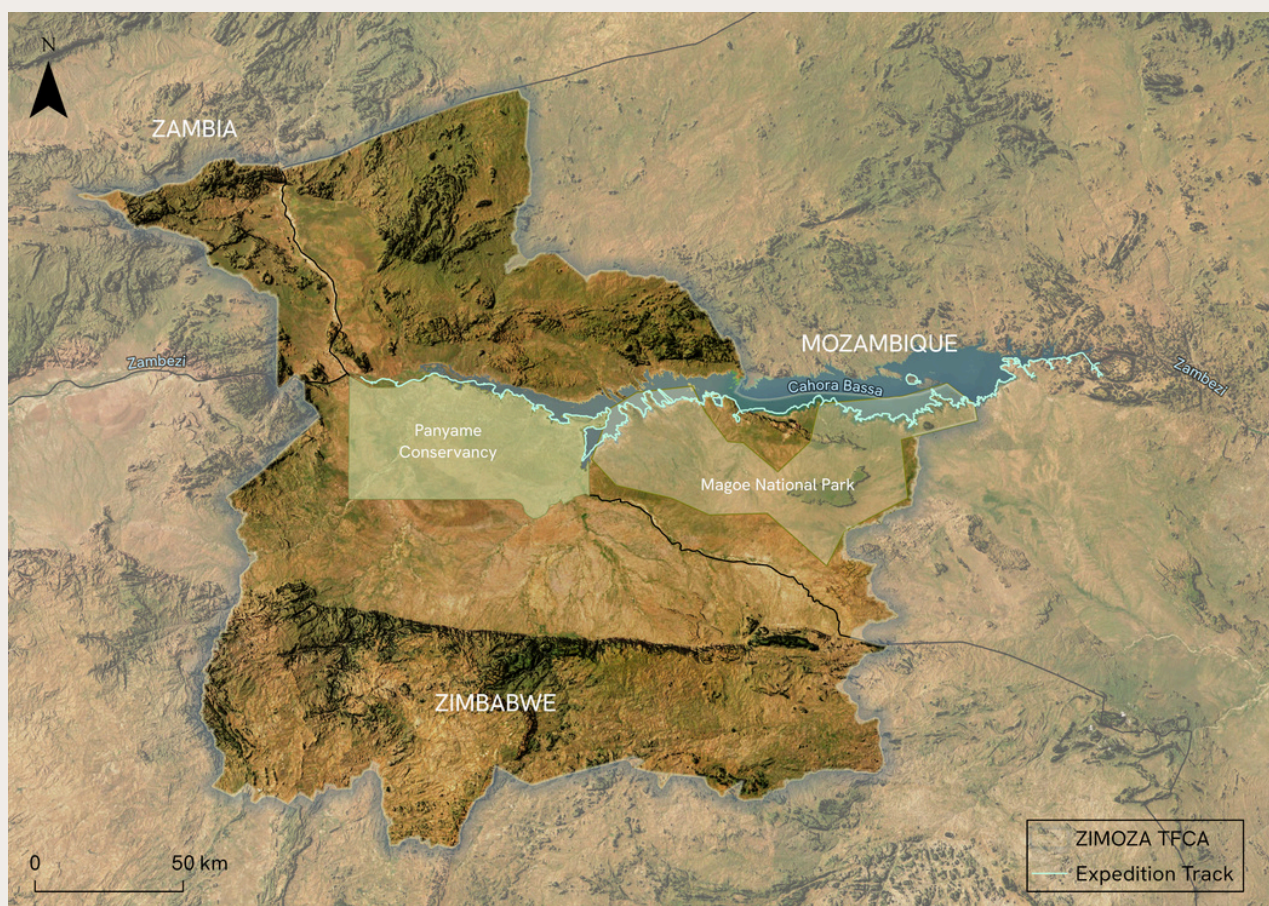 N
ZAMBIA
MOZAMBIQUE
Zambezi
Zambezi
Cahora Bassa
Panyame
Conservancy
Magoe National Park
ZIMBABWE
0 50 km
ZIMOZA TFCA
Expedition Track